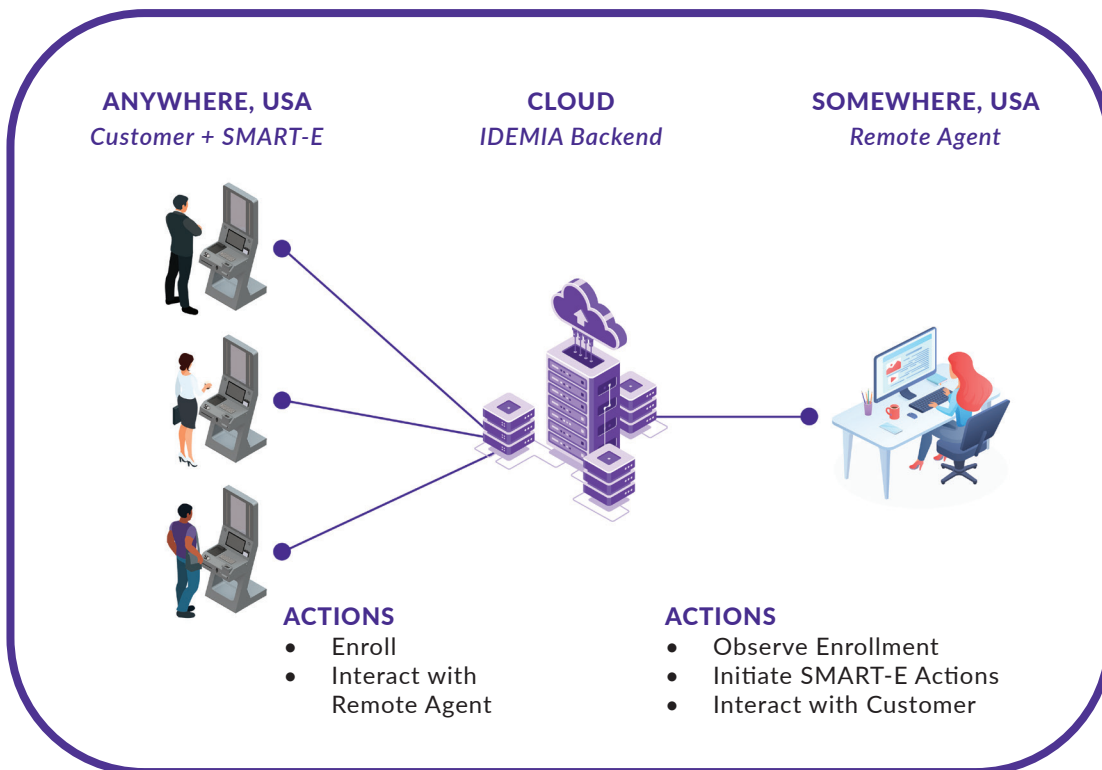 ANYWHERE, USA
Customer + SMART-E
CLOUD
IDEMIA Backend
SOMEWHERE, USA
Remote Agent
ACTIONS
• Enroll
• Interact with
Remote Agent
ACTIONS
• Observe Enrollment
• Initiate SMART-E Actions
• Interact with Customer